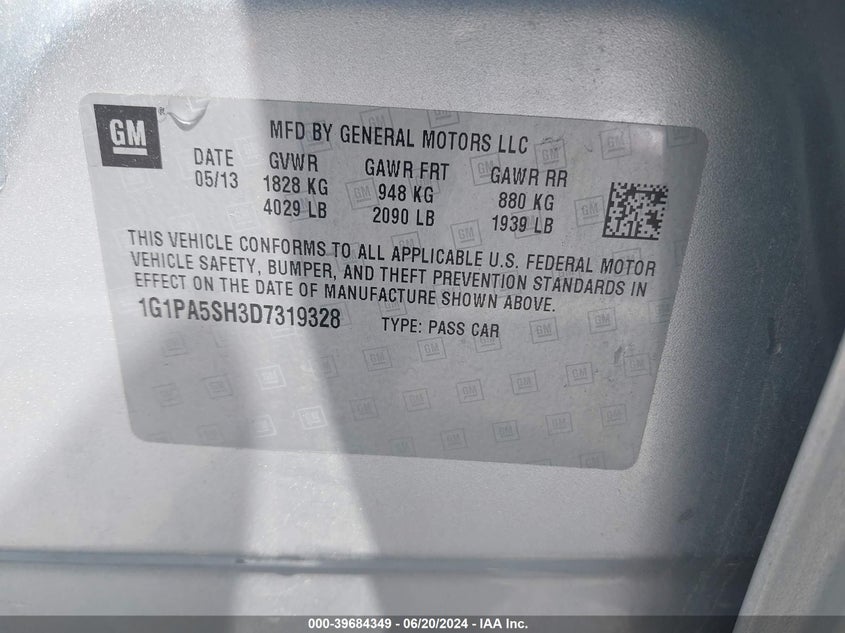 GM
MFD BY GENERAL MOTORS LLC
DATE GVWR GAWR FRT GAWR RR
05/13 1828 KG 948 KG 880 KG
4029 LB 2090 LB 1939 LB
THIS VEHICLE CONFORMS TO ALL APPLICABLE U.S. FEDERAL MOTOR
VEHICLE SAFETY, BUMPER, AND THEFT PREVENTION STANDARDS IN
EFFECT ON THE DATE OF MANUFACTURE SHOWN ABOVE.
1G1PA5SH3D7319328 TYPE: PASS CAR
000-39684349 - 06/20/2024 - IAA Inc.